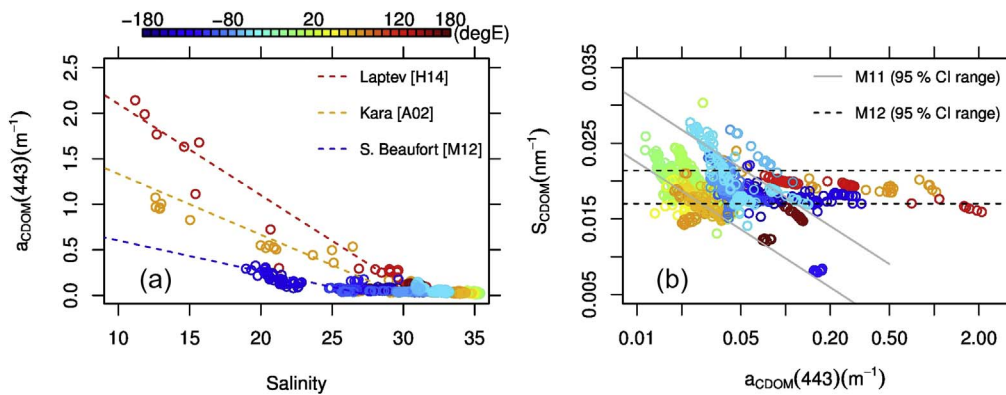 −180 −80 20 120 180
(degE)
aCDOM(443)(m−1)
2.5
2.0
1.5
1.0
0.5
0.0
Laptev [H14]
Kara [A02]
S. Beaufort [M12]
(a)
10 15 20 25 30 35
Salinity
SCDOM(nm−1)
0.035
0.025
0.015
0.005
M11 (95 % CI range)
M12 (95 % CI range)
(b)
0.01 0.05 0.20 0.50 2.00
aCDOM(443)(m−1)